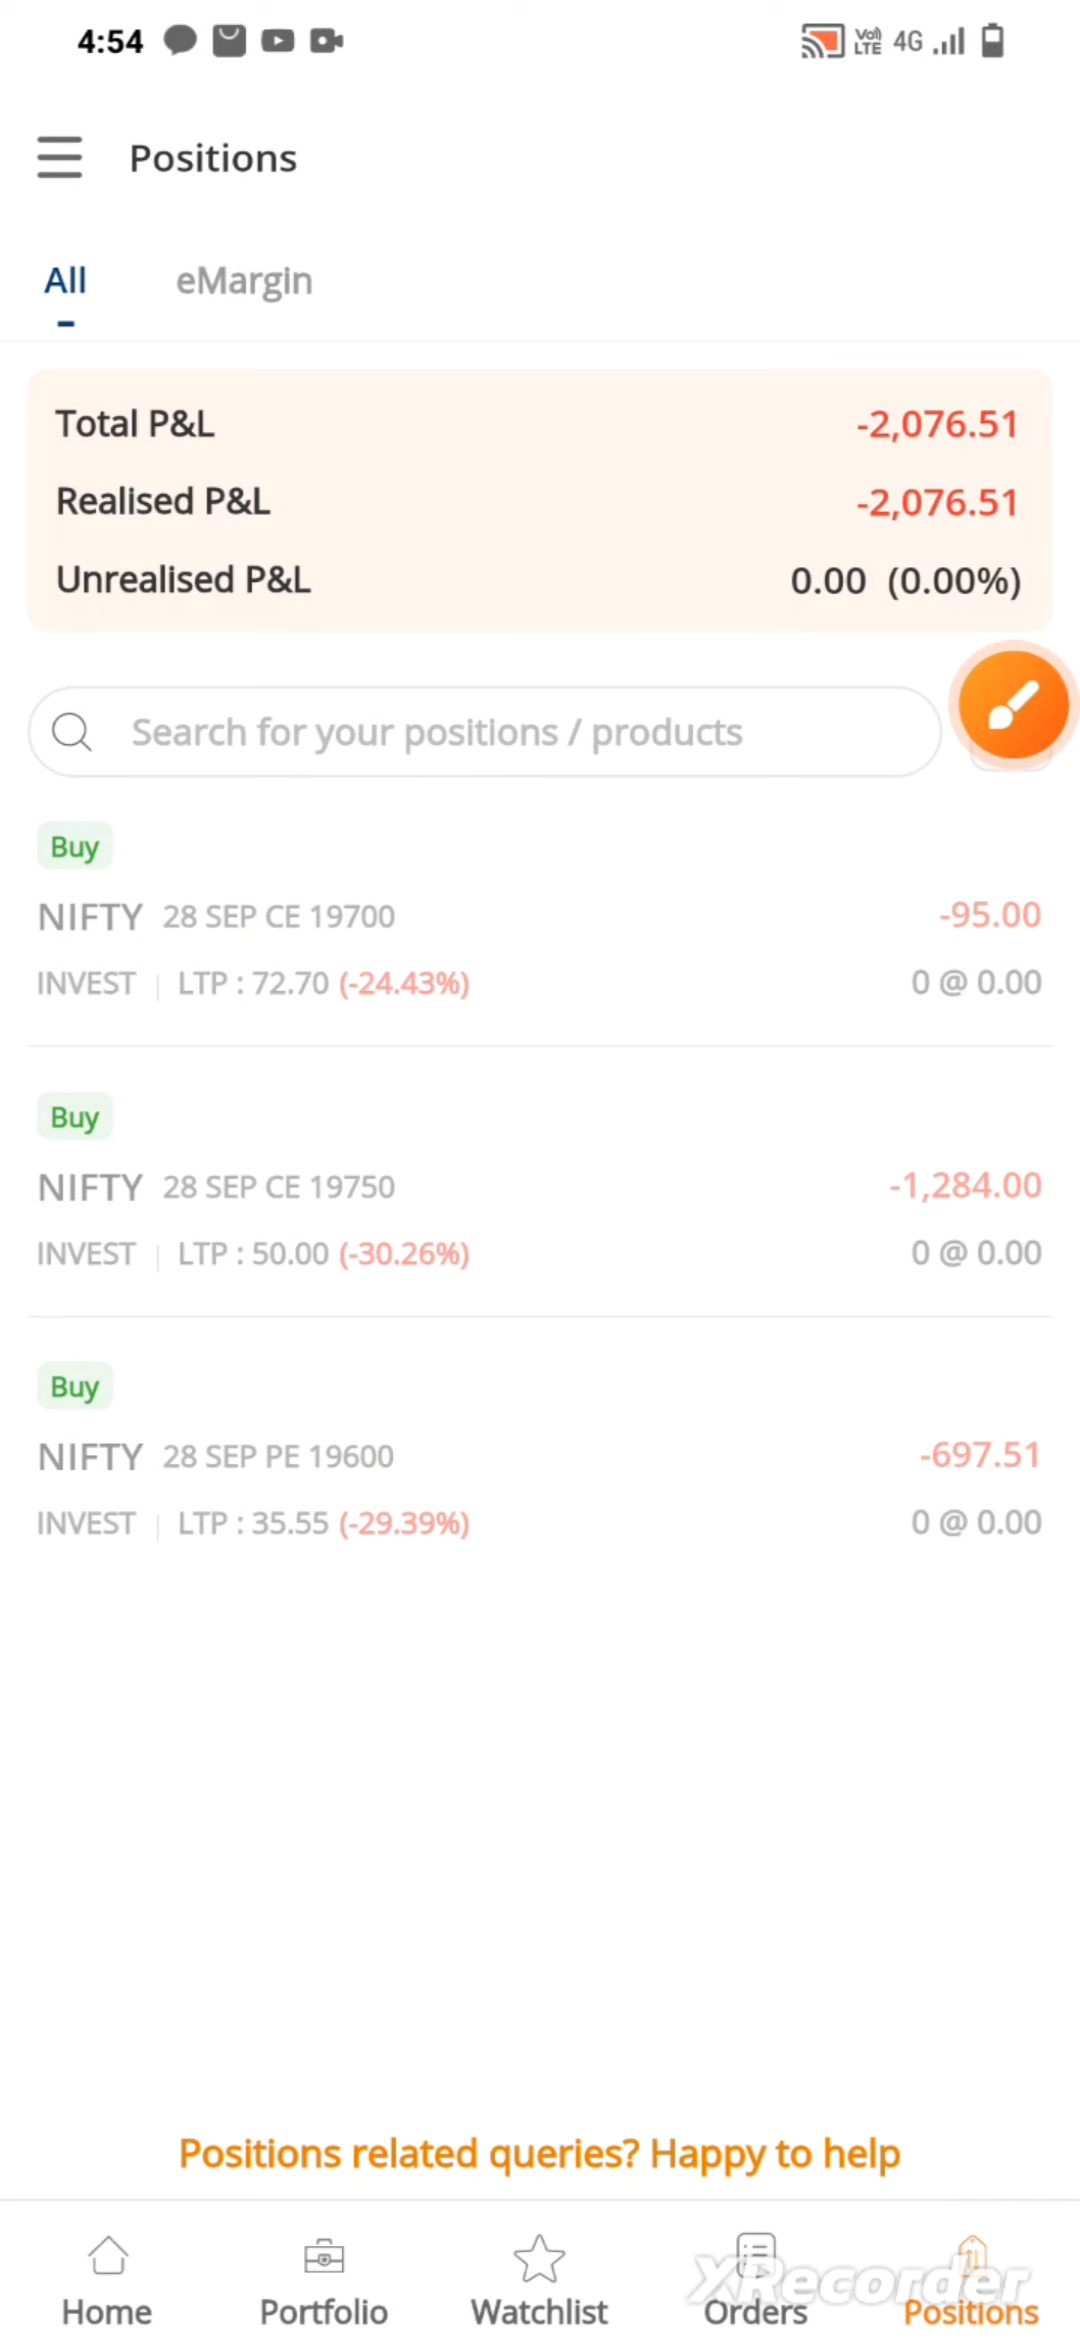 4:54 Vo) LTE 4G
Positions
All eMargin
Total P&L -2,076.51
Realised P&L -2,076.51
Unrealised P&L 0.00 (0.00%)
Search for your positions / products
Buy
NIFTY 28 SEP CE 19700 -95.00
INVEST | LTP : 72.70 (-24.43%) 0 @ 0.00
Buy
NIFTY 28 SEP CE 19750 -1,284.00
INVEST | LTP : 50.00 (-30.26%) 0 @ 0.00
Buy
NIFTY 28 SEP PE 19600 -697.51
INVEST | LTP : 35.55 (-29.39%) 0 @ 0.00
Positions related queries? Happy to help
XRecorder
Home Portfolio Watchlist Orders Positions